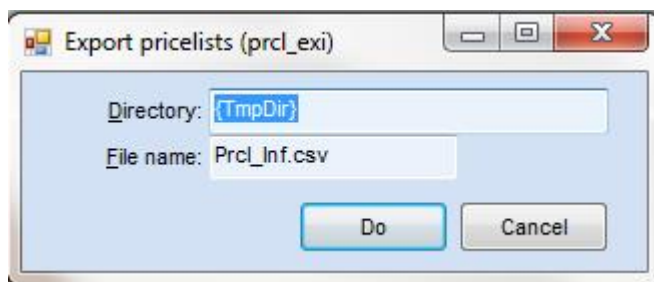 Export pricelists (prcl_exi)
Directory: {TmpDir}
File name: Prcl_Inf.csv
Do Cancel